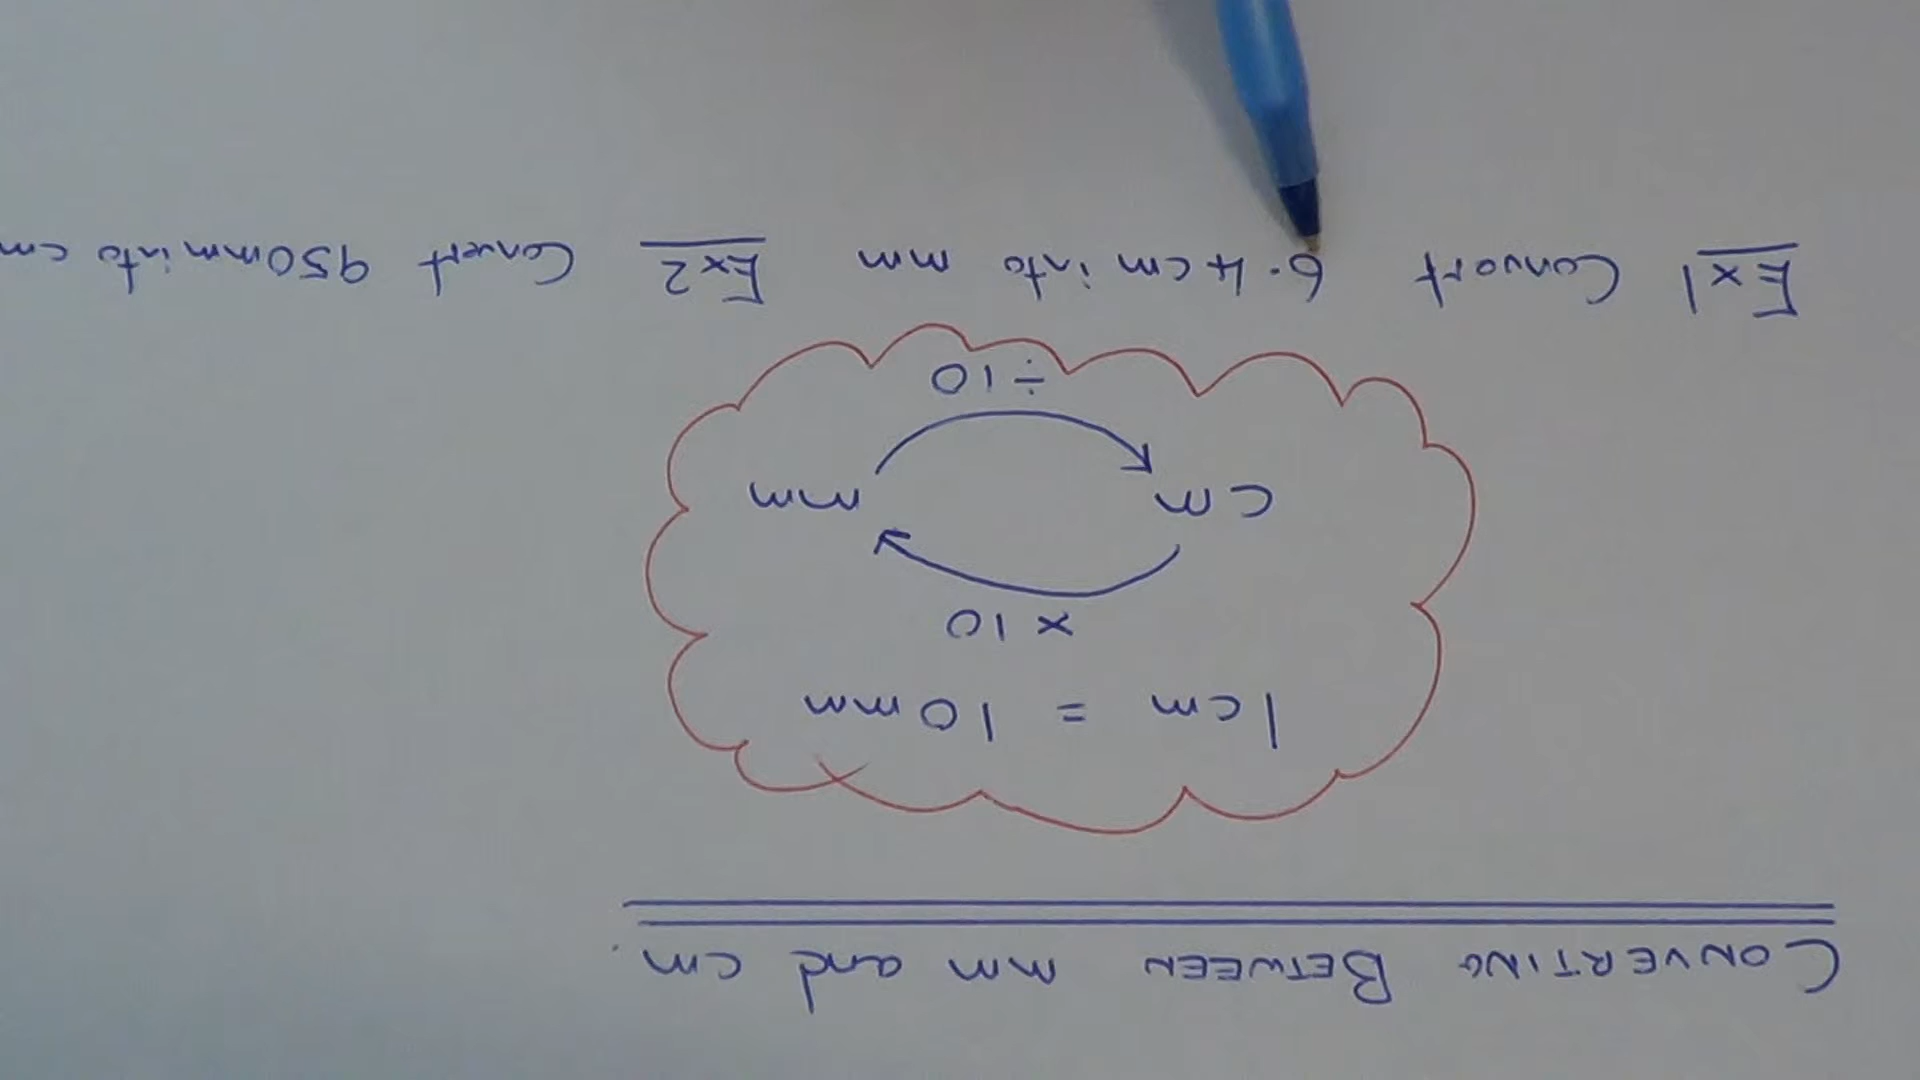 CONVERTING BETWEEN mm and cm.
1cm = 10mm
× 10
cm mm
÷ 10
Ex1 Convert 6.4cm into mm Ex2 Convert 950mm into cm